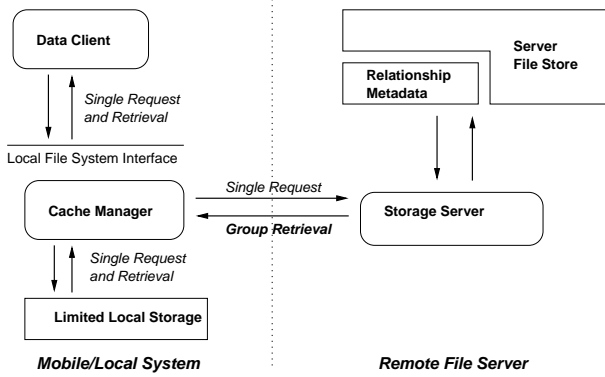 Data Client
Single Request
and Retrieval
Local File System Interface
Cache Manager
Single Request
and Retrieval
Limited Local Storage
Mobile/Local System
Single Request
Group Retrieval
Server
File Store
Relationship
Metadata
Storage Server
Remote File Server